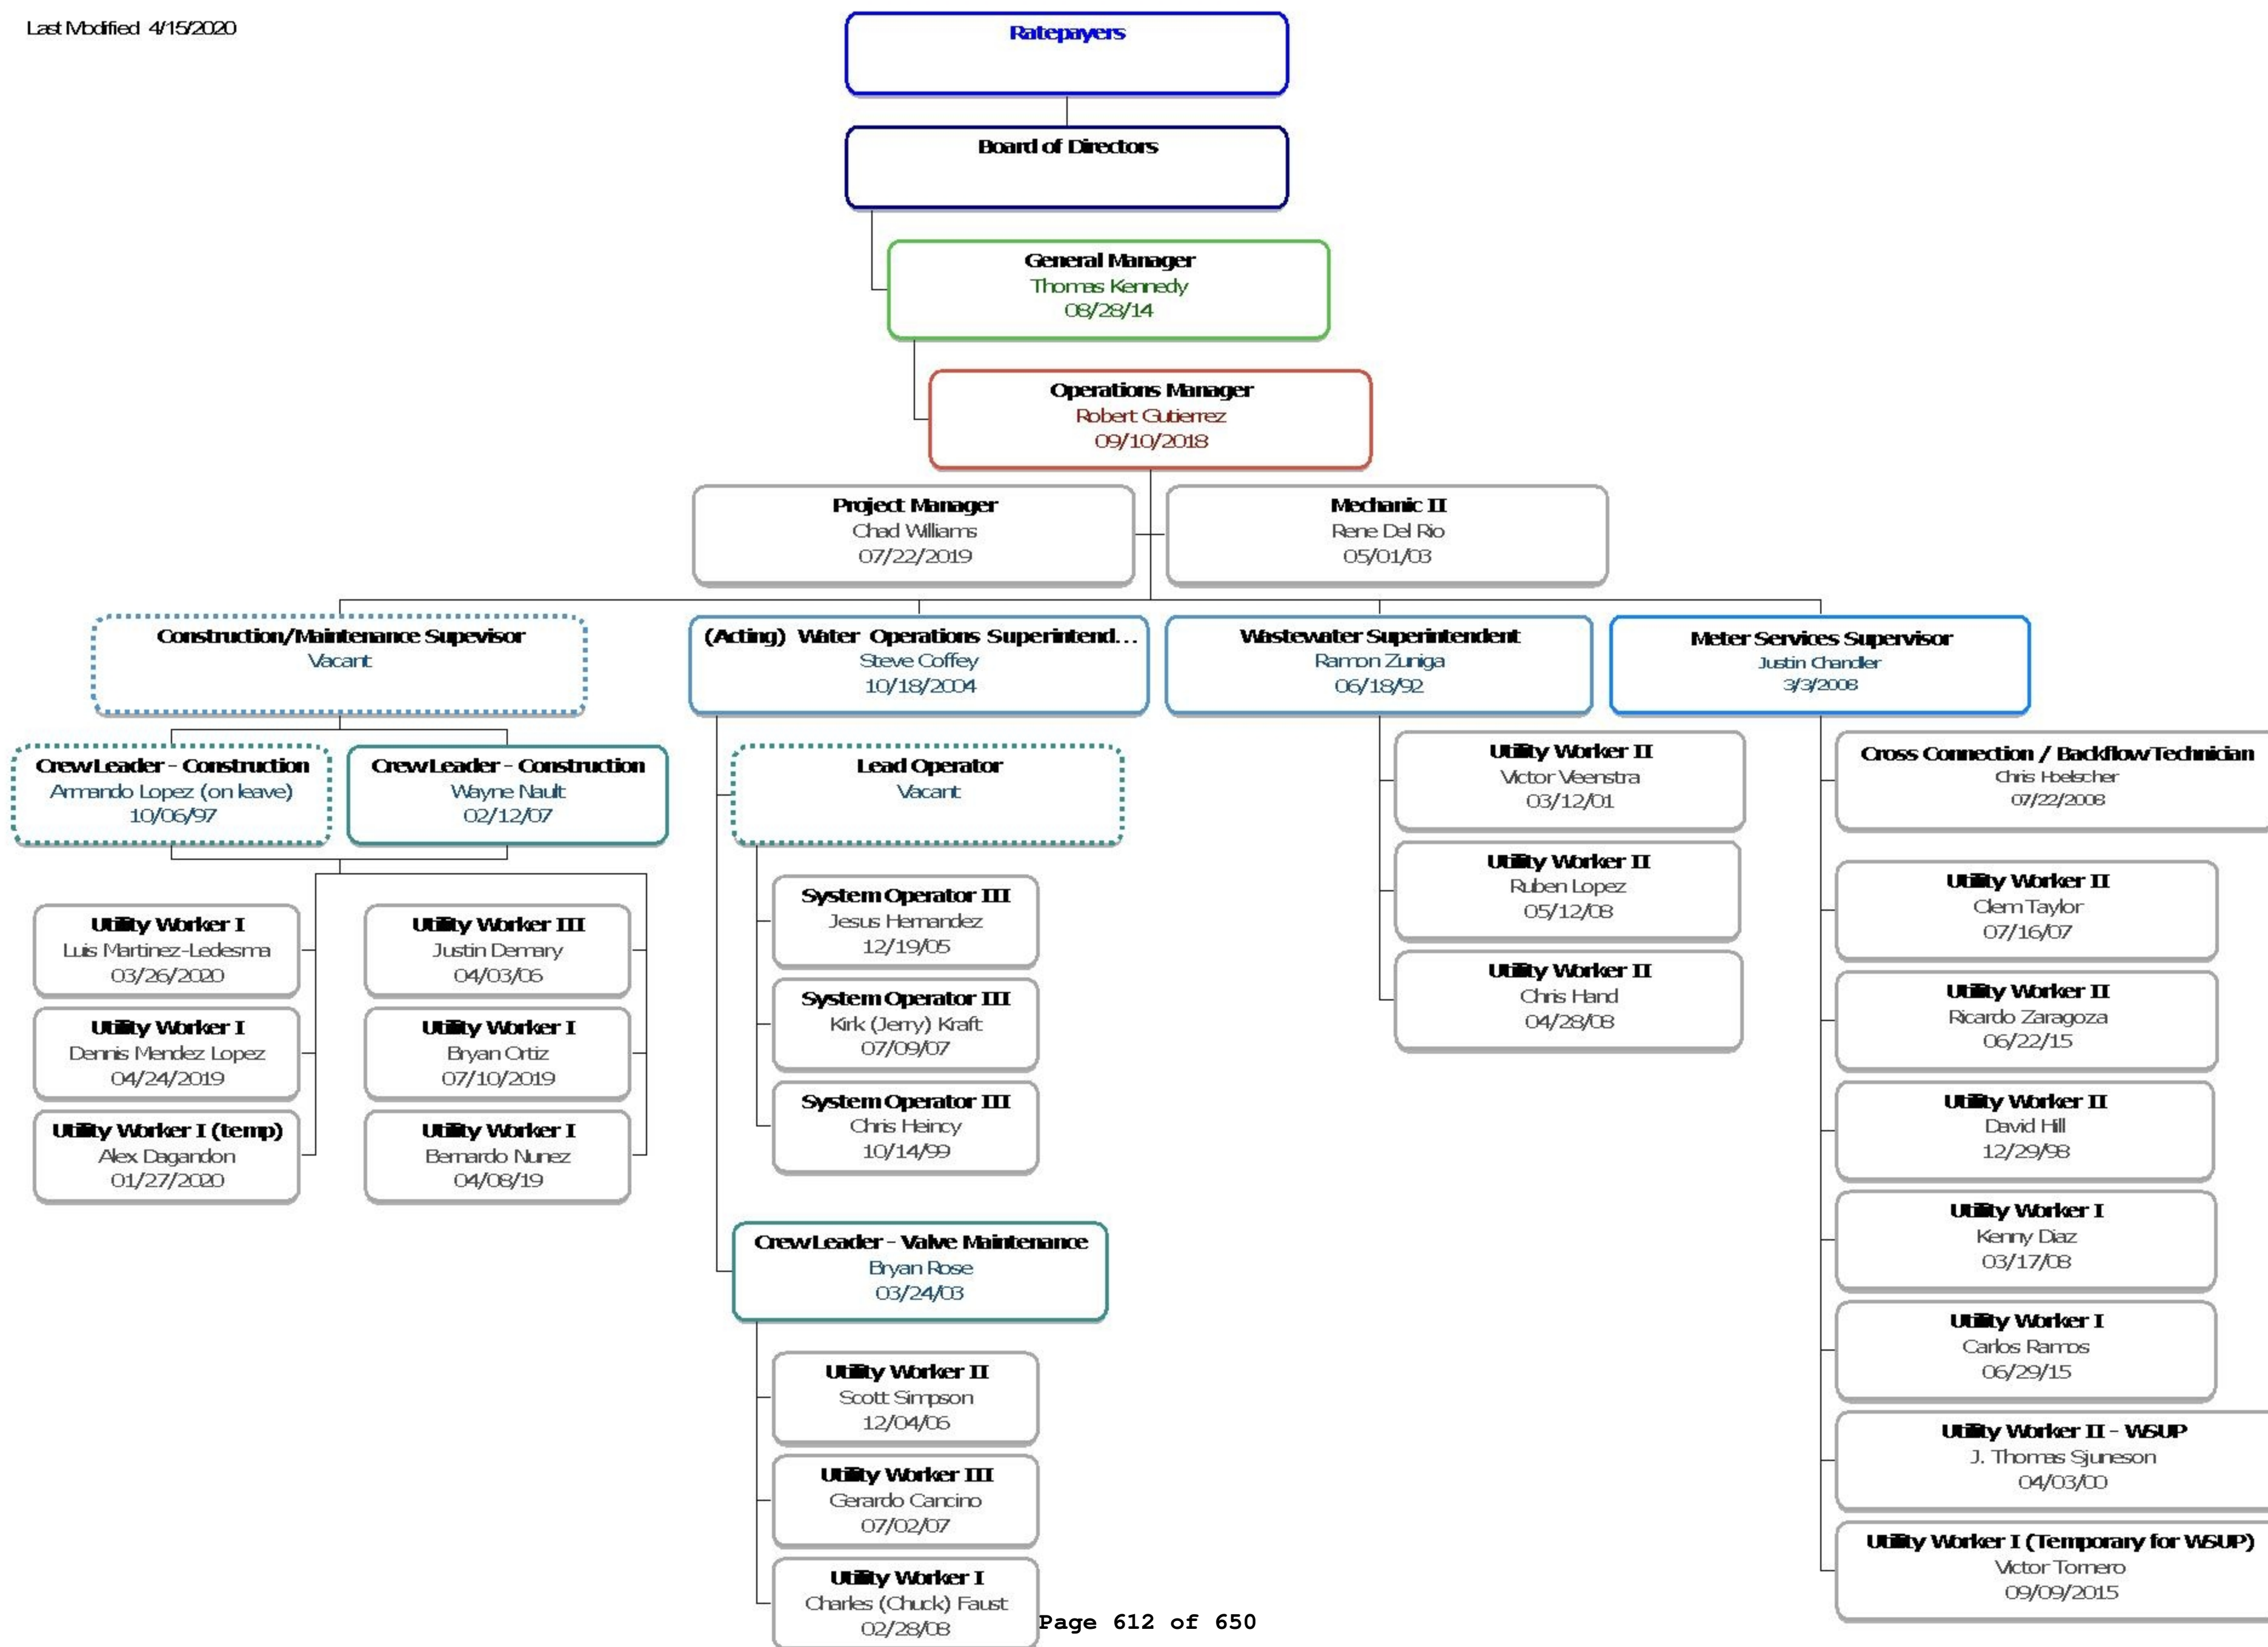 Last Modified 4/15/2020
Ratepayers
Board of Directors
General Manager
Thomas Kennedy
08/28/14
Operations Manager
Robert Gutierrez
09/10/2018
Project Manager
Chad Williams
07/22/2019
Mechanic II
Rene Del Rio
05/01/03
Construction/Maintenance Supevisor
Vacant
(Acting) Water Operations Superintend...
Steve Coffey
10/18/2004
Wastewater Superintendent
Ramon Zuniga
06/18/92
Meter Services Supervisor
Justin Chandler
3/3/2008
Crew Leader - Construction
Armando Lopez (on leave)
10/06/97
Crew Leader - Construction
Wayne Nault
02/12/07
Utility Worker I
Luis Martinez-Ledesma
03/26/2020
Utility Worker I
Dennis Mendez Lopez
04/24/2019
Utility Worker I (temp)
Alex Dagandon
01/27/2020
Utility Worker III
Justin Demary
04/03/06
Utility Worker I
Bryan Ortiz
07/10/2019
Utility Worker I
Bernardo Nunez
04/08/19
Lead Operator
Vacant
System Operator III
Jesus Hernandez
12/19/05
System Operator III
Kirk (Jerry) Kraft
07/09/07
System Operator III
Chris Heincy
10/14/99
Crew Leader - Valve Maintenance
Bryan Rose
03/24/03
Utility Worker II
Scott Simpson
12/04/06
Utility Worker III
Gerardo Cancino
07/02/07
Utility Worker I
Charles (Chuck) Faust
02/28/08
Utility Worker II
Victor Veenstra
03/12/01
Utility Worker II
Ruben Lopez
05/12/08
Utility Worker II
Chris Hand
04/28/08
Cross Connection / Backflow Technician
Chris Hoelscher
07/22/2008
Utility Worker II
Clem Taylor
07/16/07
Utility Worker II
Ricardo Zaragoza
06/22/15
Utility Worker II
David Hill
12/29/98
Utility Worker I
Kenny Diaz
03/17/08
Utility Worker I
Carlos Ramos
06/29/15
Utility Worker II - WSUP
J. Thomas Sjuneson
04/03/00
Utility Worker I (Temporary for WSUP)
Victor Tornero
09/09/2015
Page 612 of 650